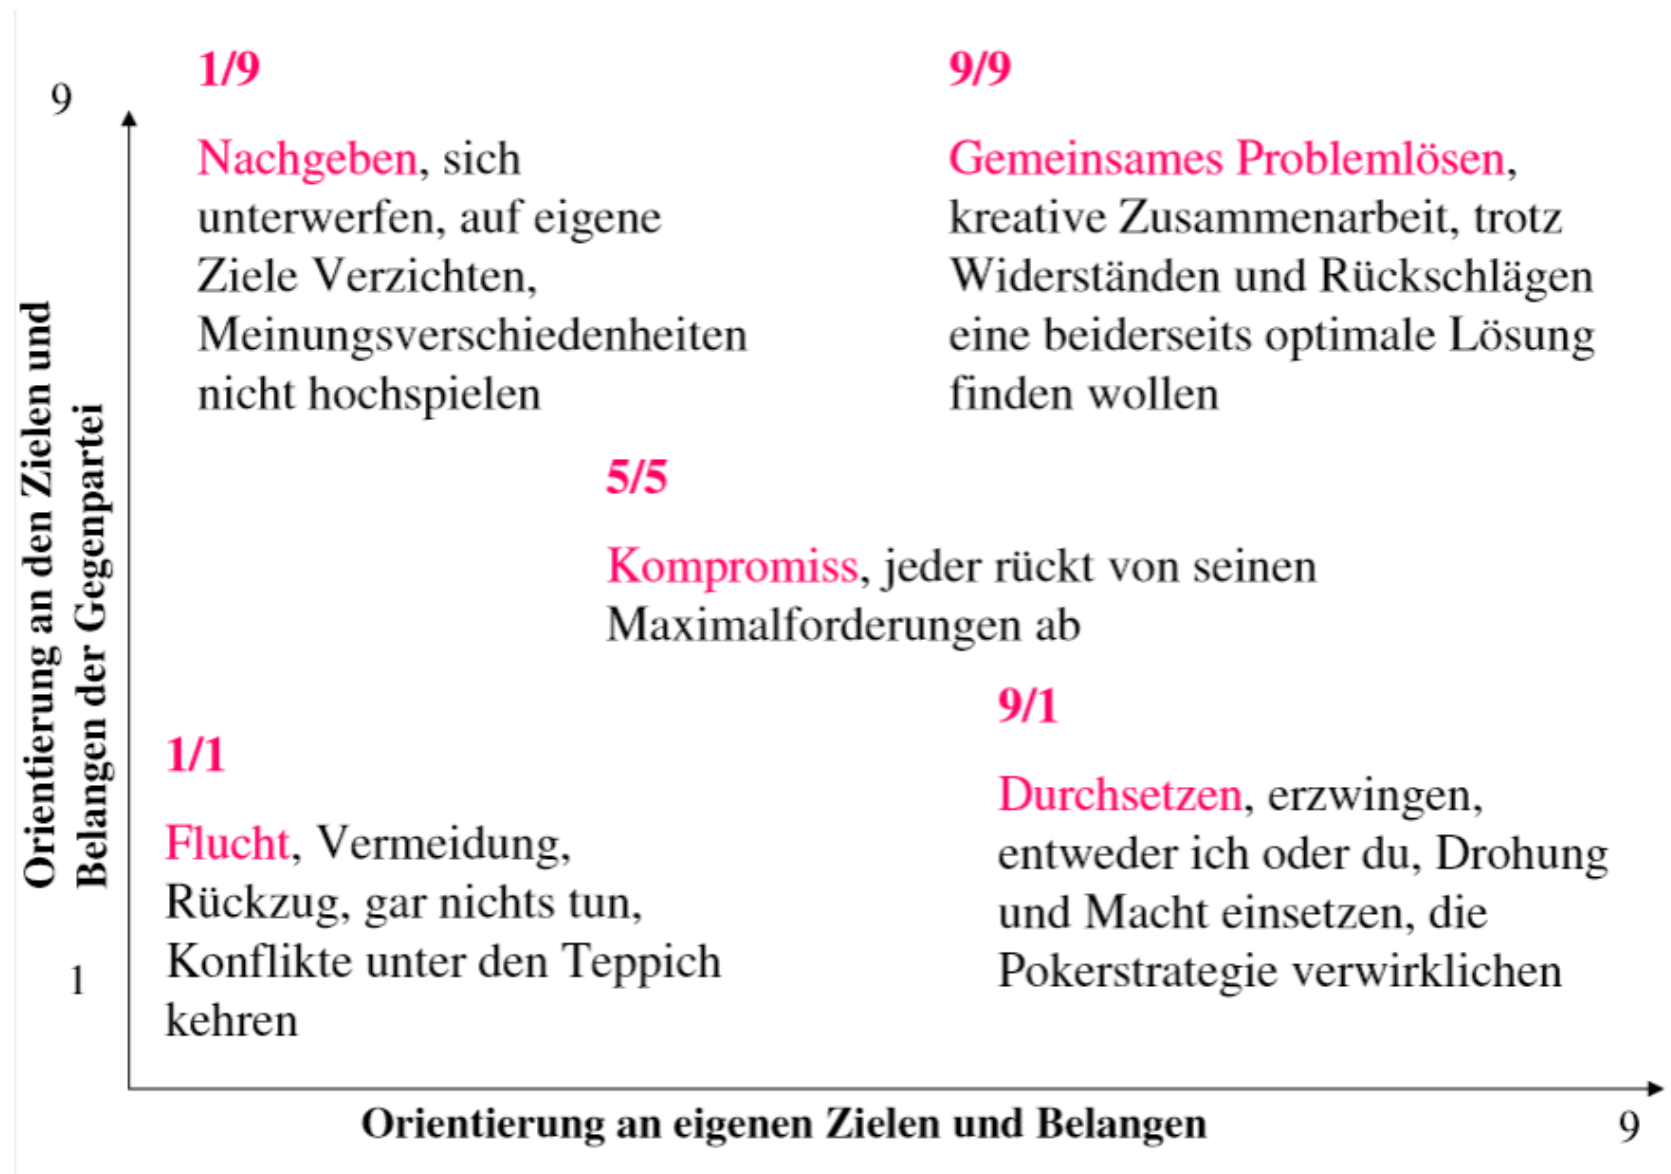 9
1/9
Nachgeben, sich
unterwerfen, auf eigene
Ziele Verzichten,
Meinungsverschiedenheiten
nicht hochspielen
9/9
Gemeinsames Problemlösen,
kreative Zusammenarbeit, trotz
Widerständen und Rückschlägen
eine beiderseits optimale Lösung
finden wollen
Orientierung an den Zielen und
Belangen der Gegenpartei
5/5
Kompromiss, jeder rückt von seinen
Maximalforderungen ab
1/1
Flucht, Vermeidung,
Rückzug, gar nichts tun,
Konflikte unter den Teppich
kehren
9/1
Durchsetzen, erzwingen,
entweder ich oder du, Drohung
und Macht einsetzen, die
Pokerstrategie verwirklichen
1
Orientierung an eigenen Zielen und Belangen
9